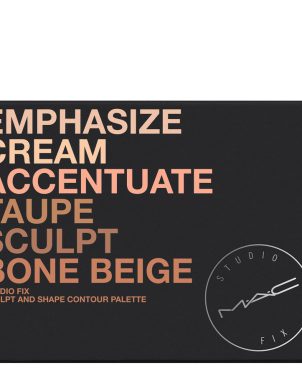 EMPHASIZE
CREAM
ACCENTUATE
TAUPE
SCULPT
BONE BEIGE
DIO FIX
LPT AND SHAPE CONTOUR PALETTE
STUDIO
MAC
FIX